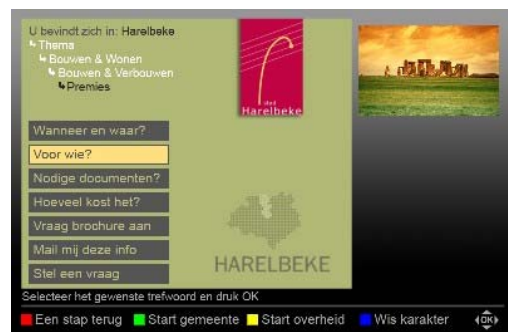 U bevindt zich in: Harelbeke
Thema
Bouwen & Wonen
Bouwen & Verbouwen
Premies
stad
Harelbeke
Wanneer en waar?
Voor wie?
Nodige documenten?
Hoeveel kost het?
Vraag brochure aan
Mail mij deze info
Stel een vraag
HARELBEKE
Selecteer het gewenste trefwoord en druk OK
Een stap terug Start gemeente Start overheid Wis karakter OK